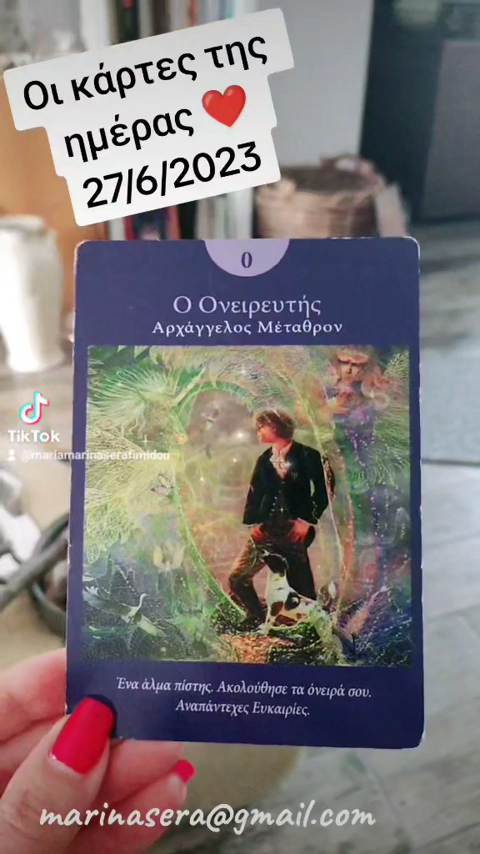 Οι κάρτες της
ημέρας ❤️
27/6/2023
0
Ο Ονειρευτής
Αρχάγγελος Μέταθρον
TikTok
@mariamarinaserafimidou
Ένα άλμα πίστης. Ακολούθησε τα όνειρά σου.
Αναπάντεχες Ευκαιρίες.
marinasera@gmail.com